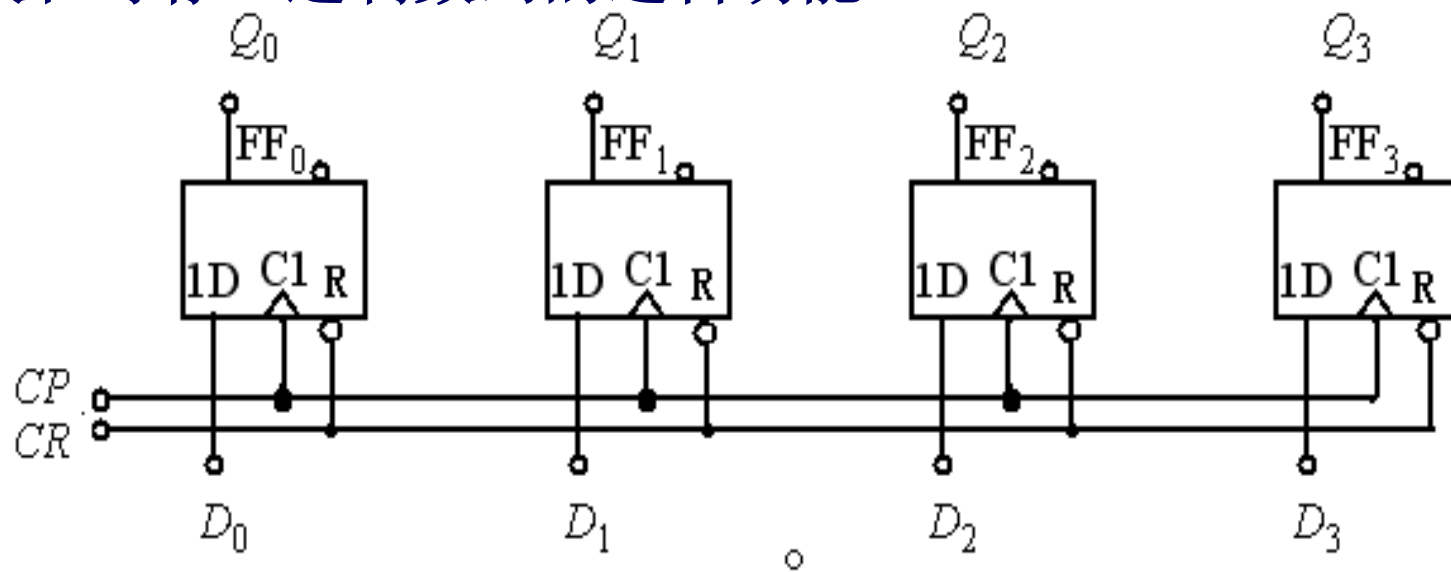 Q0 Q1 Q2 Q3
FF0 FF1 FF2 FF3
1D C1 R 1D C1 R 1D C1 R 1D C1 R
CP
CR
D0 D1 D2 D3